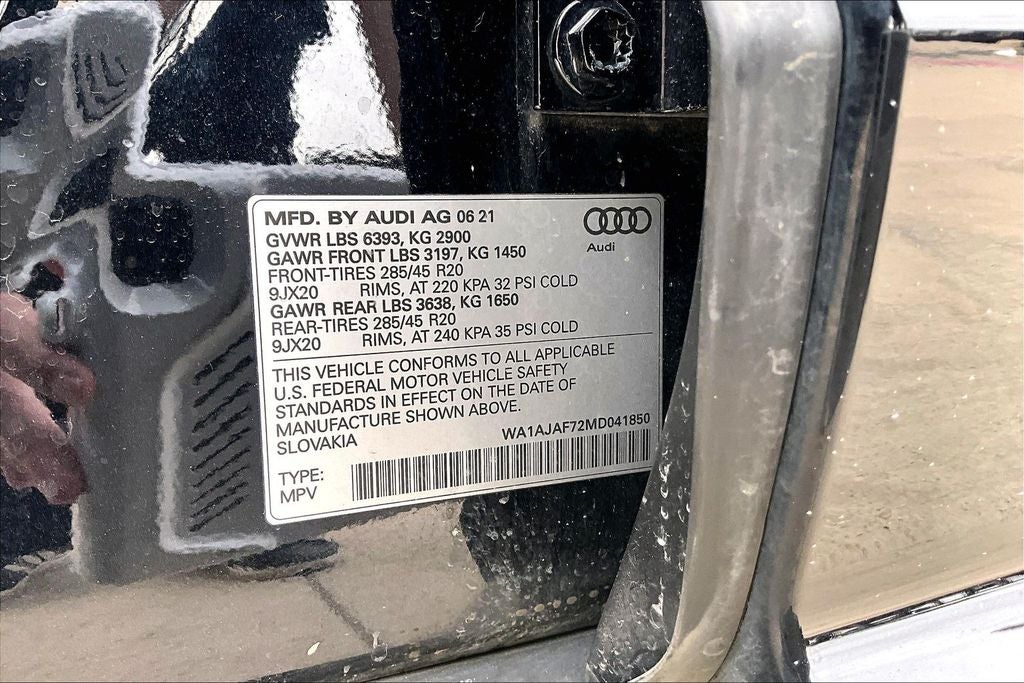 MFD. BY AUDI AG 06 21
Audi
GVWR LBS 6393, KG 2900
GAWR FRONT LBS 3197, KG 1450
FRONT-TIRES 285/45 R20
9JX20 RIMS, AT 220 KPA 32 PSI COLD
GAWR REAR LBS 3638, KG 1650
REAR-TIRES 285/45 R20
9JX20 RIMS, AT 240 KPA 35 PSI COLD
THIS VEHICLE CONFORMS TO ALL APPLICABLE
U.S. FEDERAL MOTOR VEHICLE SAFETY
STANDARDS IN EFFECT ON THE DATE OF
MANUFACTURE SHOWN ABOVE.
SLOVAKIA
WA1AJAF72MD041850
TYPE:
MPV